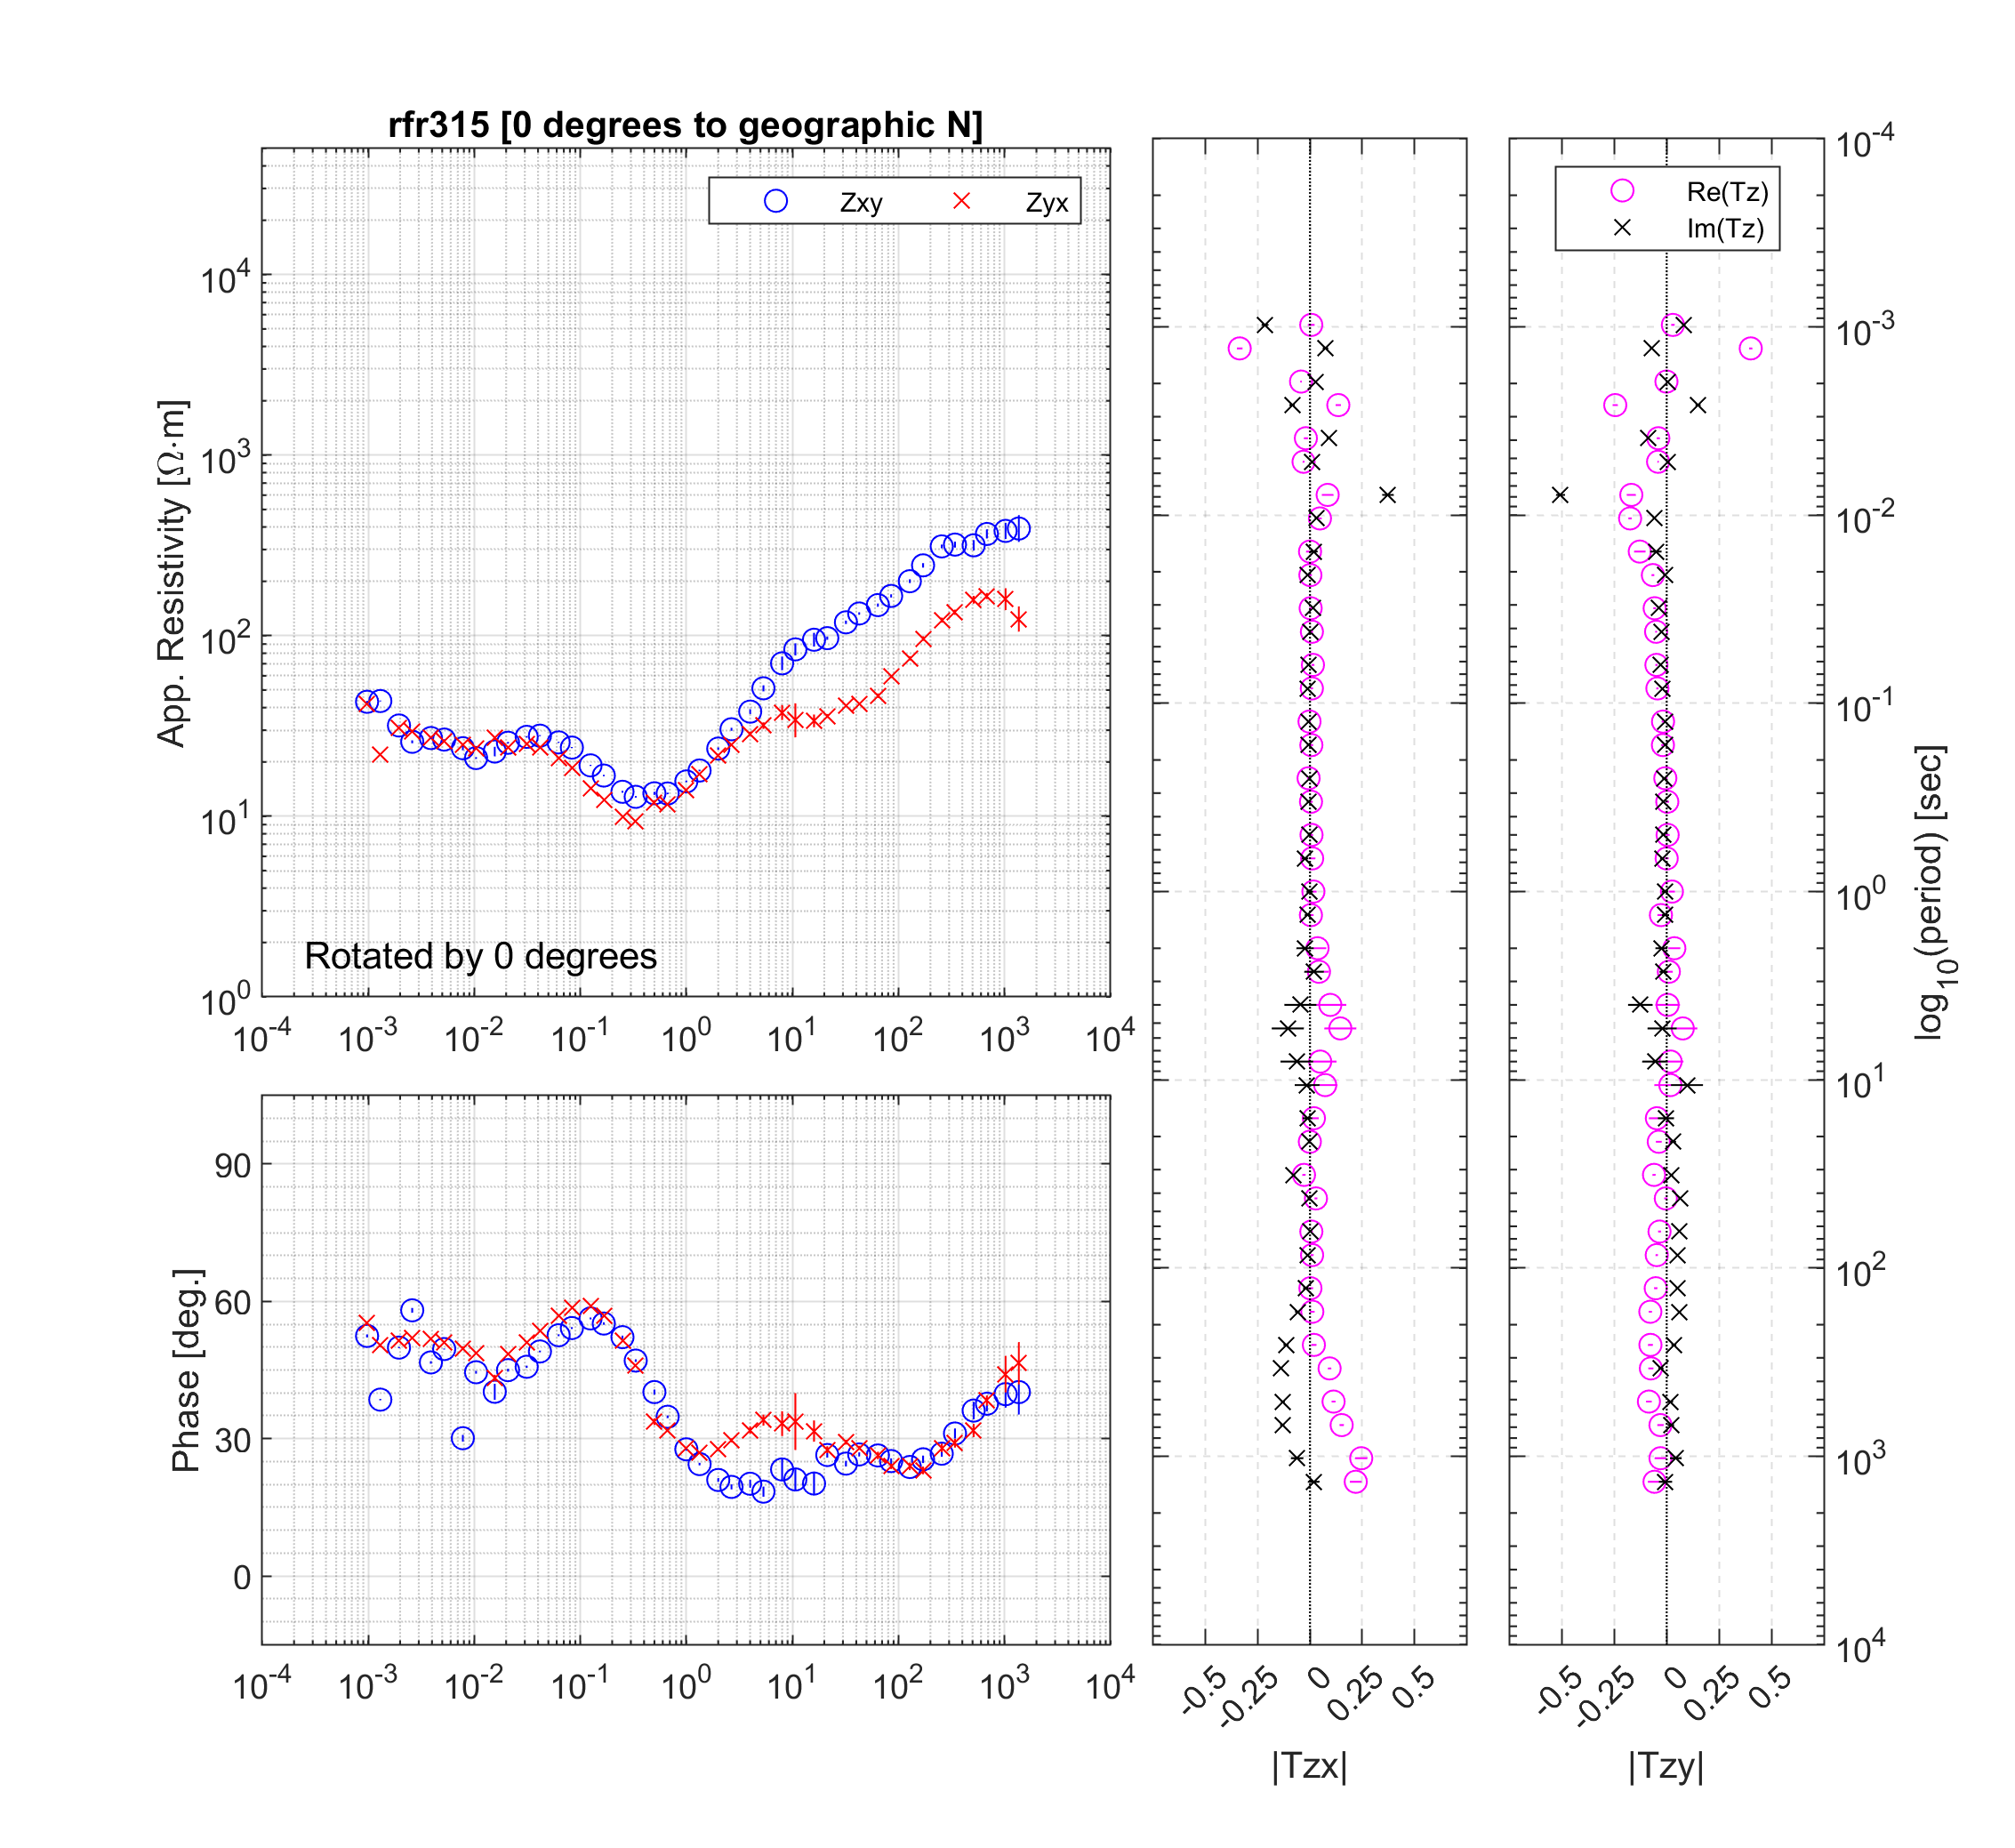 rfr315 [0 degrees to geographic N]
Zxy Zyx
App. Resistivity [Ω·m]
10^4
10^3
10^2
10^1
10^0
Rotated by 0 degrees
10^-4 10^-3 10^-2 10^-1 10^0 10^1 10^2 10^3 10^4
Phase [deg.]
90
60
30
0
10^-4 10^-3 10^-2 10^-1 10^0 10^1 10^2 10^3 10^4
-0.5 -0.25 0 0.25 0.5
|Tzx|
Re(Tz)
Im(Tz)
10^-4
10^-3
10^-2
10^-1
10^0
10^1
10^2
10^3
10^4
log_10(period) [sec]
-0.5 -0.25 0 0.25 0.5
|Tzy|